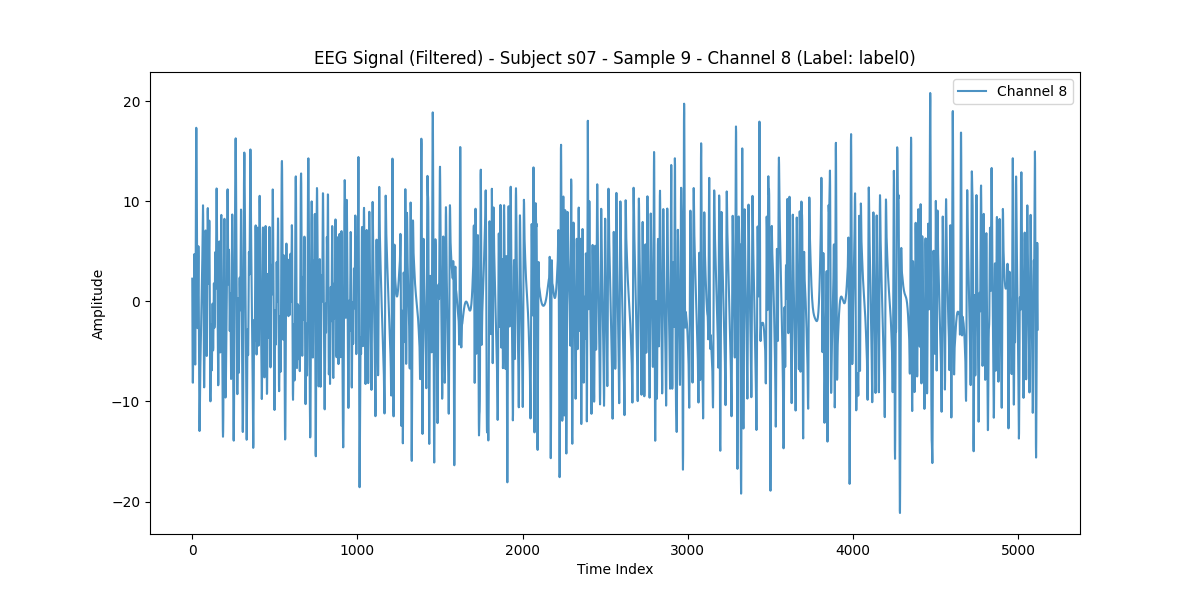 EEG Signal (Filtered) - Subject s07 - Sample 9 - Channel 8 (Label: label0)
Channel 8
20
10
0
−10
−20
Amplitude
0 1000 2000 3000 4000 5000
Time Index